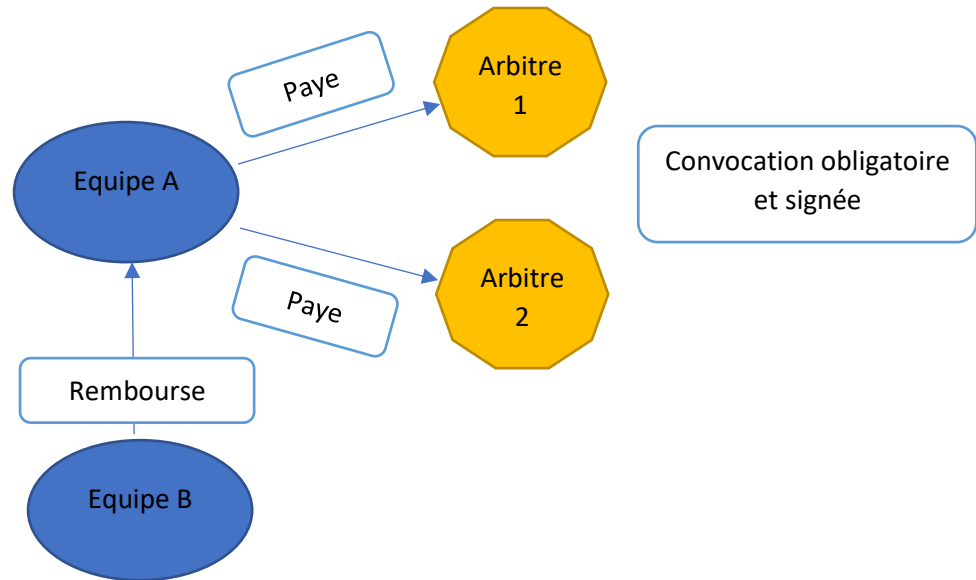 Paye
Arbitre
1
Equipe A
Convocation obligatoire
et signée
Paye
Arbitre
2
Rembourse
Equipe B